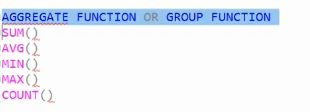 AGGREGATE FUNCTION OR GROUP FUNCTION
SUM()
AVG()
MIN()
MAX()
COUNT()